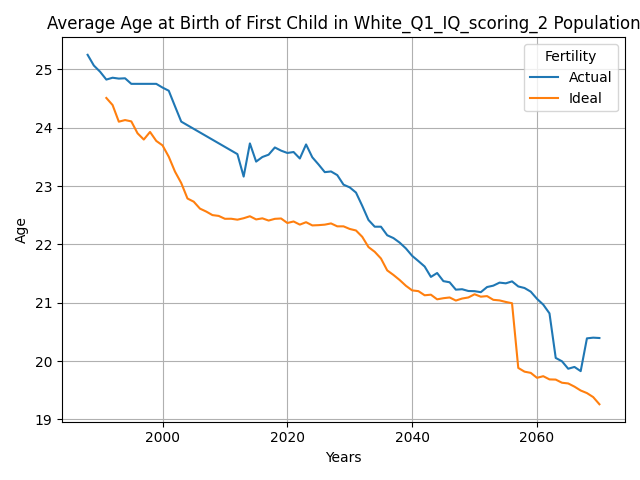 Average Age at Birth of First Child in White_Q1_IQ_scoring_2 Population
Fertility
Actual
Ideal
Age
25
24
23
22
21
20
19
2000
2020
2040
2060
Years